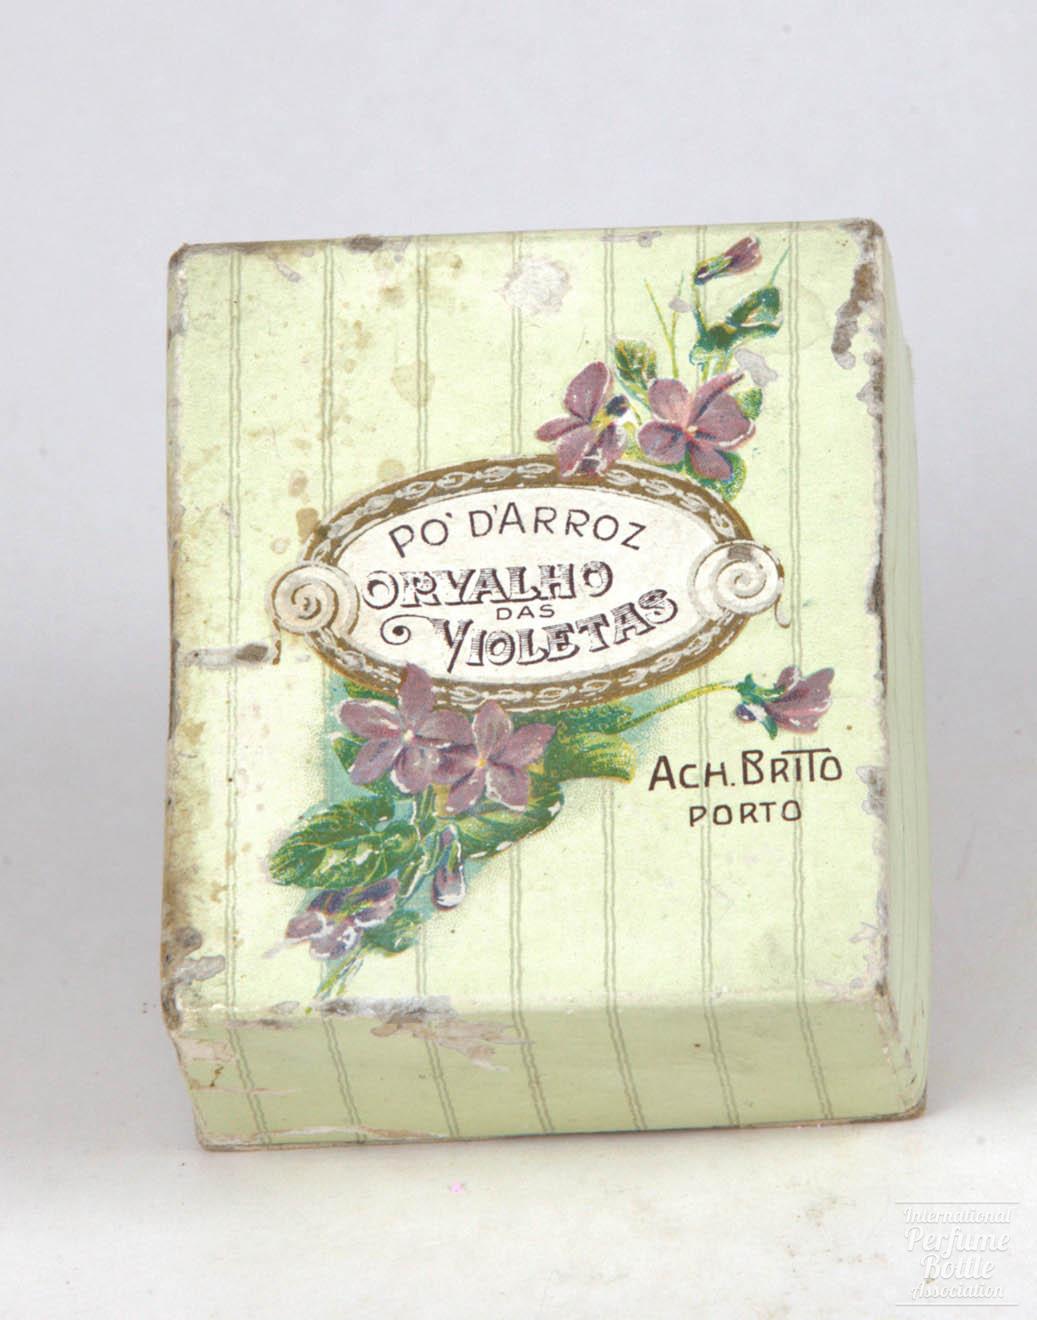 PO' D'ARROZ
ORVALHO
DAS
VIOLETAS
ACH. BRITO
PORTO
International
Perfume
Bottle
Association